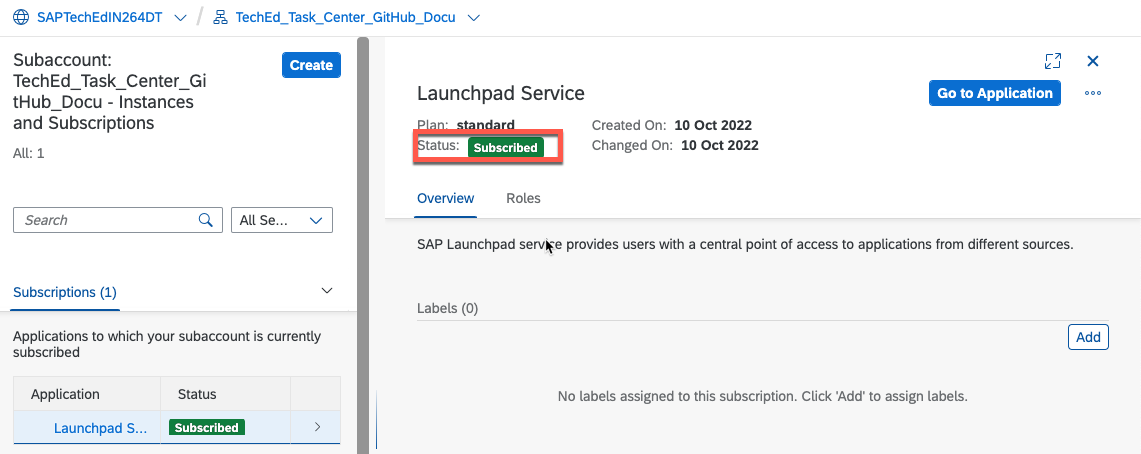 SAPTechEdIN264DT / TechEd_Task_Center_GitHub_Docu
Subaccount:
TechEd_Task_Center_Gi
tHub_Docu - Instances
and Subscriptions
Create
All: 1
Search
All Se...
Subscriptions (1)
Applications to which your subaccount is currently
subscribed
Application Status
Launchpad S... Subscribed
Launchpad Service
Go to Application
Plan: standard Created On: 10 Oct 2022
Status: Subscribed Changed On: 10 Oct 2022
Overview Roles
SAP Launchpad service provides users with a central point of access to applications from different sources.
Labels (0)
Add
No labels assigned to this subscription. Click 'Add' to assign labels.